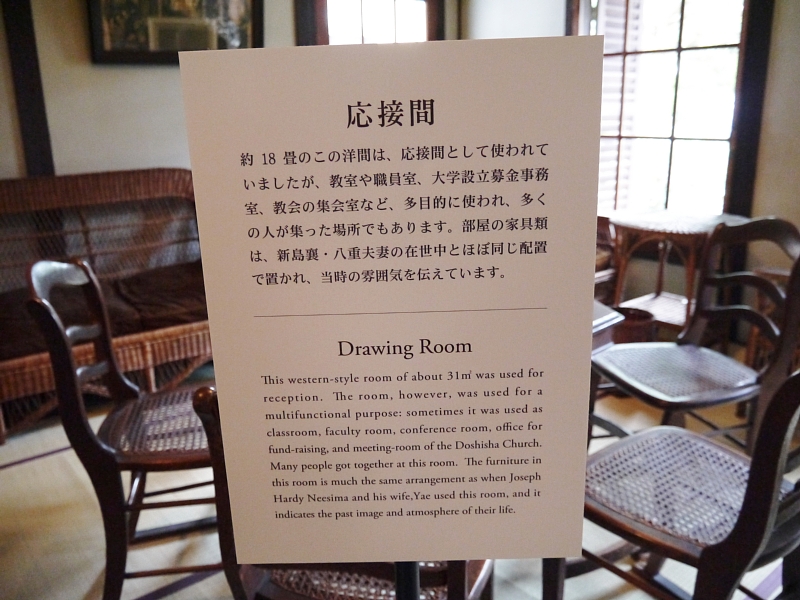 応接間
約 18 畳のこの洋間は、応接間として使われて
いましたが、教室や職員室、大学設立募金事務
室、教会の集会室など、多目的に使われ、多く
の人が集った場所でもあります。部屋の家具類
は、新島襄・八重夫妻の在世中とほぼ同じ配置
で置かれ、当時の雰囲気を伝えています。
Drawing Room
This western-style room of about 31㎡ was used for
reception. The room, however, was used for a
multifunctional purpose: sometimes it was used as
classroom, faculty room, conference room, office for
fund-raising, and meeting-room of the Doshisha Church.
Many people got together at this room. The furniture in
this room is much the same arrangement as when Joseph
Hardy Neesima and his wife,Yae used this room, and it
indicates the past image and atmosphere of their life.